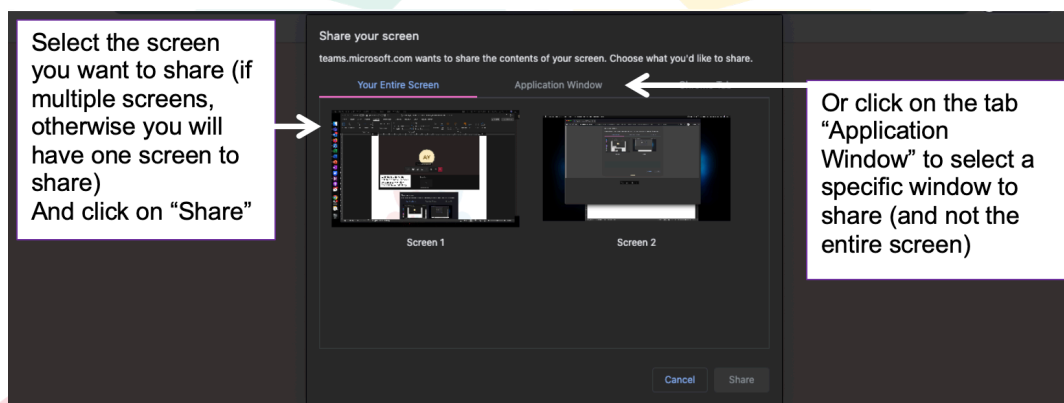 Select the screen
you want to share (if
multiple screens,
otherwise you will
have one screen to
share)
And click on “Share”
Share your screen
teams.microsoft.com wants to share the contents of your screen. Choose what you'd like to share.
Your Entire Screen
Application Window
Tab
Screen 1
Screen 2
Cancel
Share
Or click on the tab
“Application
Window” to select a
specific window to
share (and not the
entire screen)